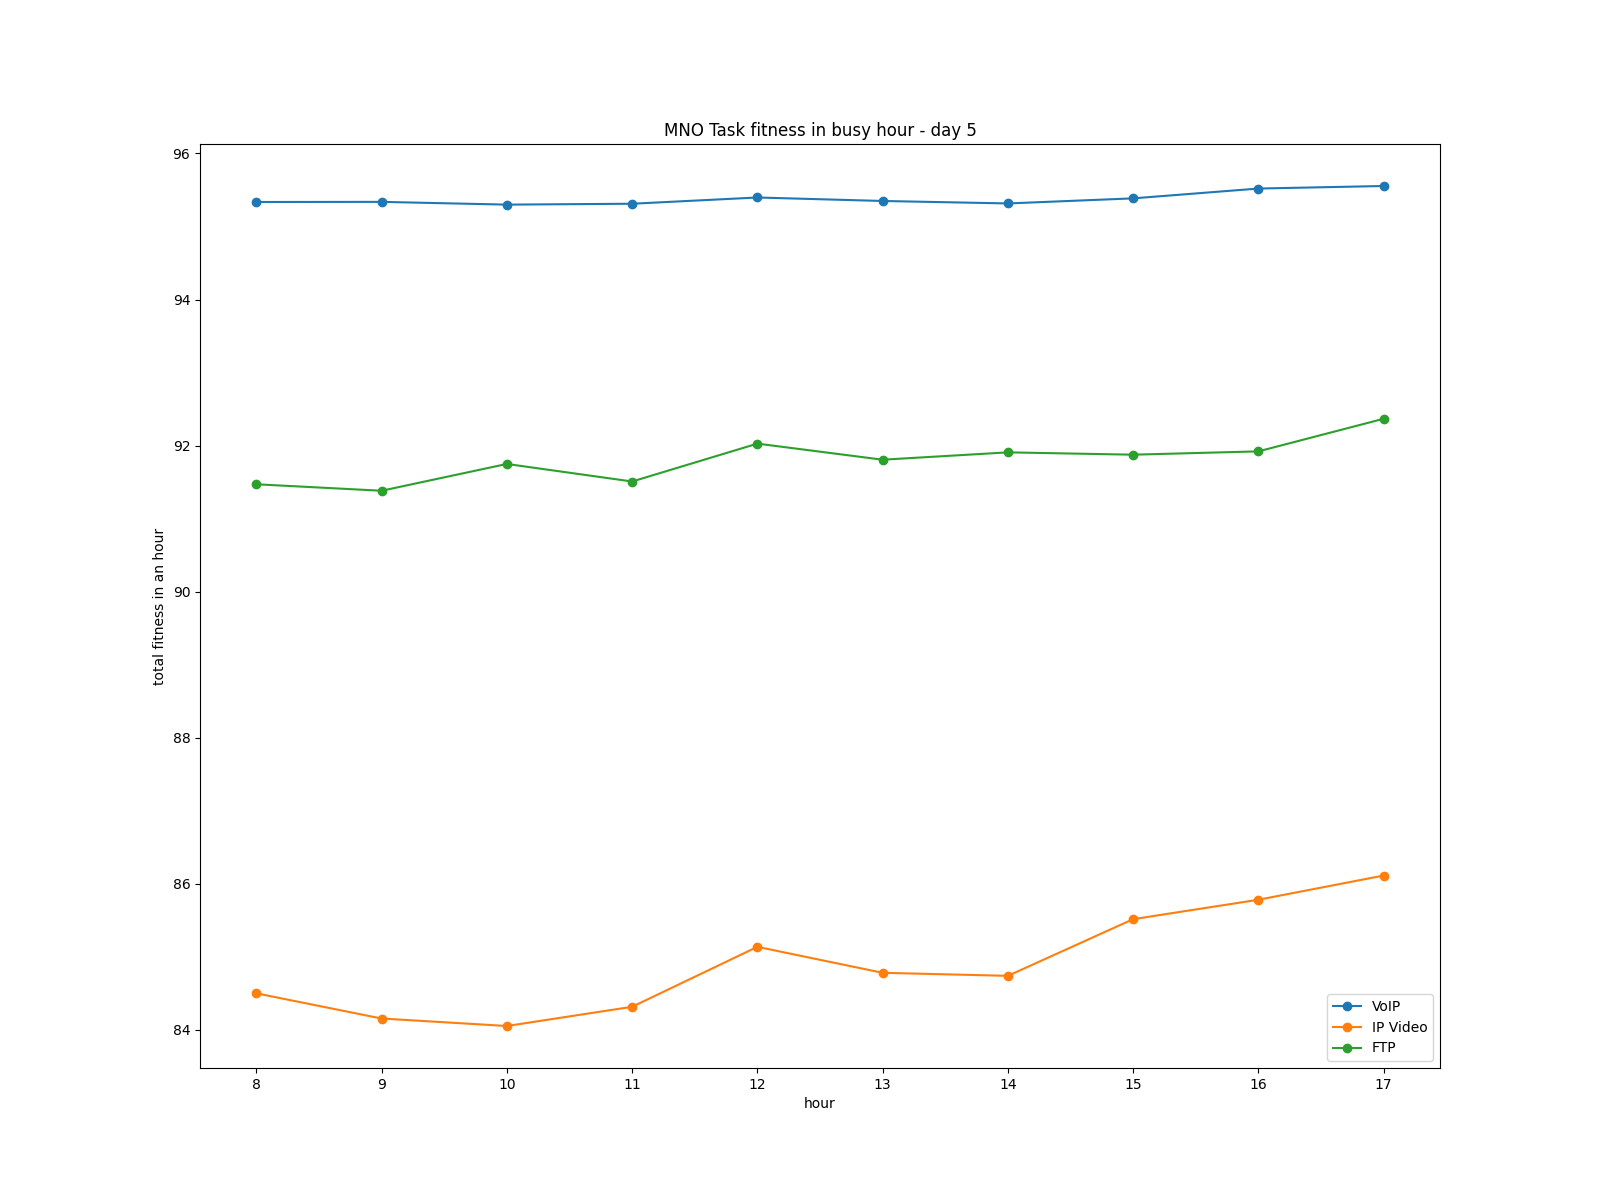 MNO Task fitness in busy hour - day 5
96
94
92
90
88
86
84
total fitness in an hour
8 9 10 11 12 13 14 15 16 17
hour
VoIP
IP Video
FTP